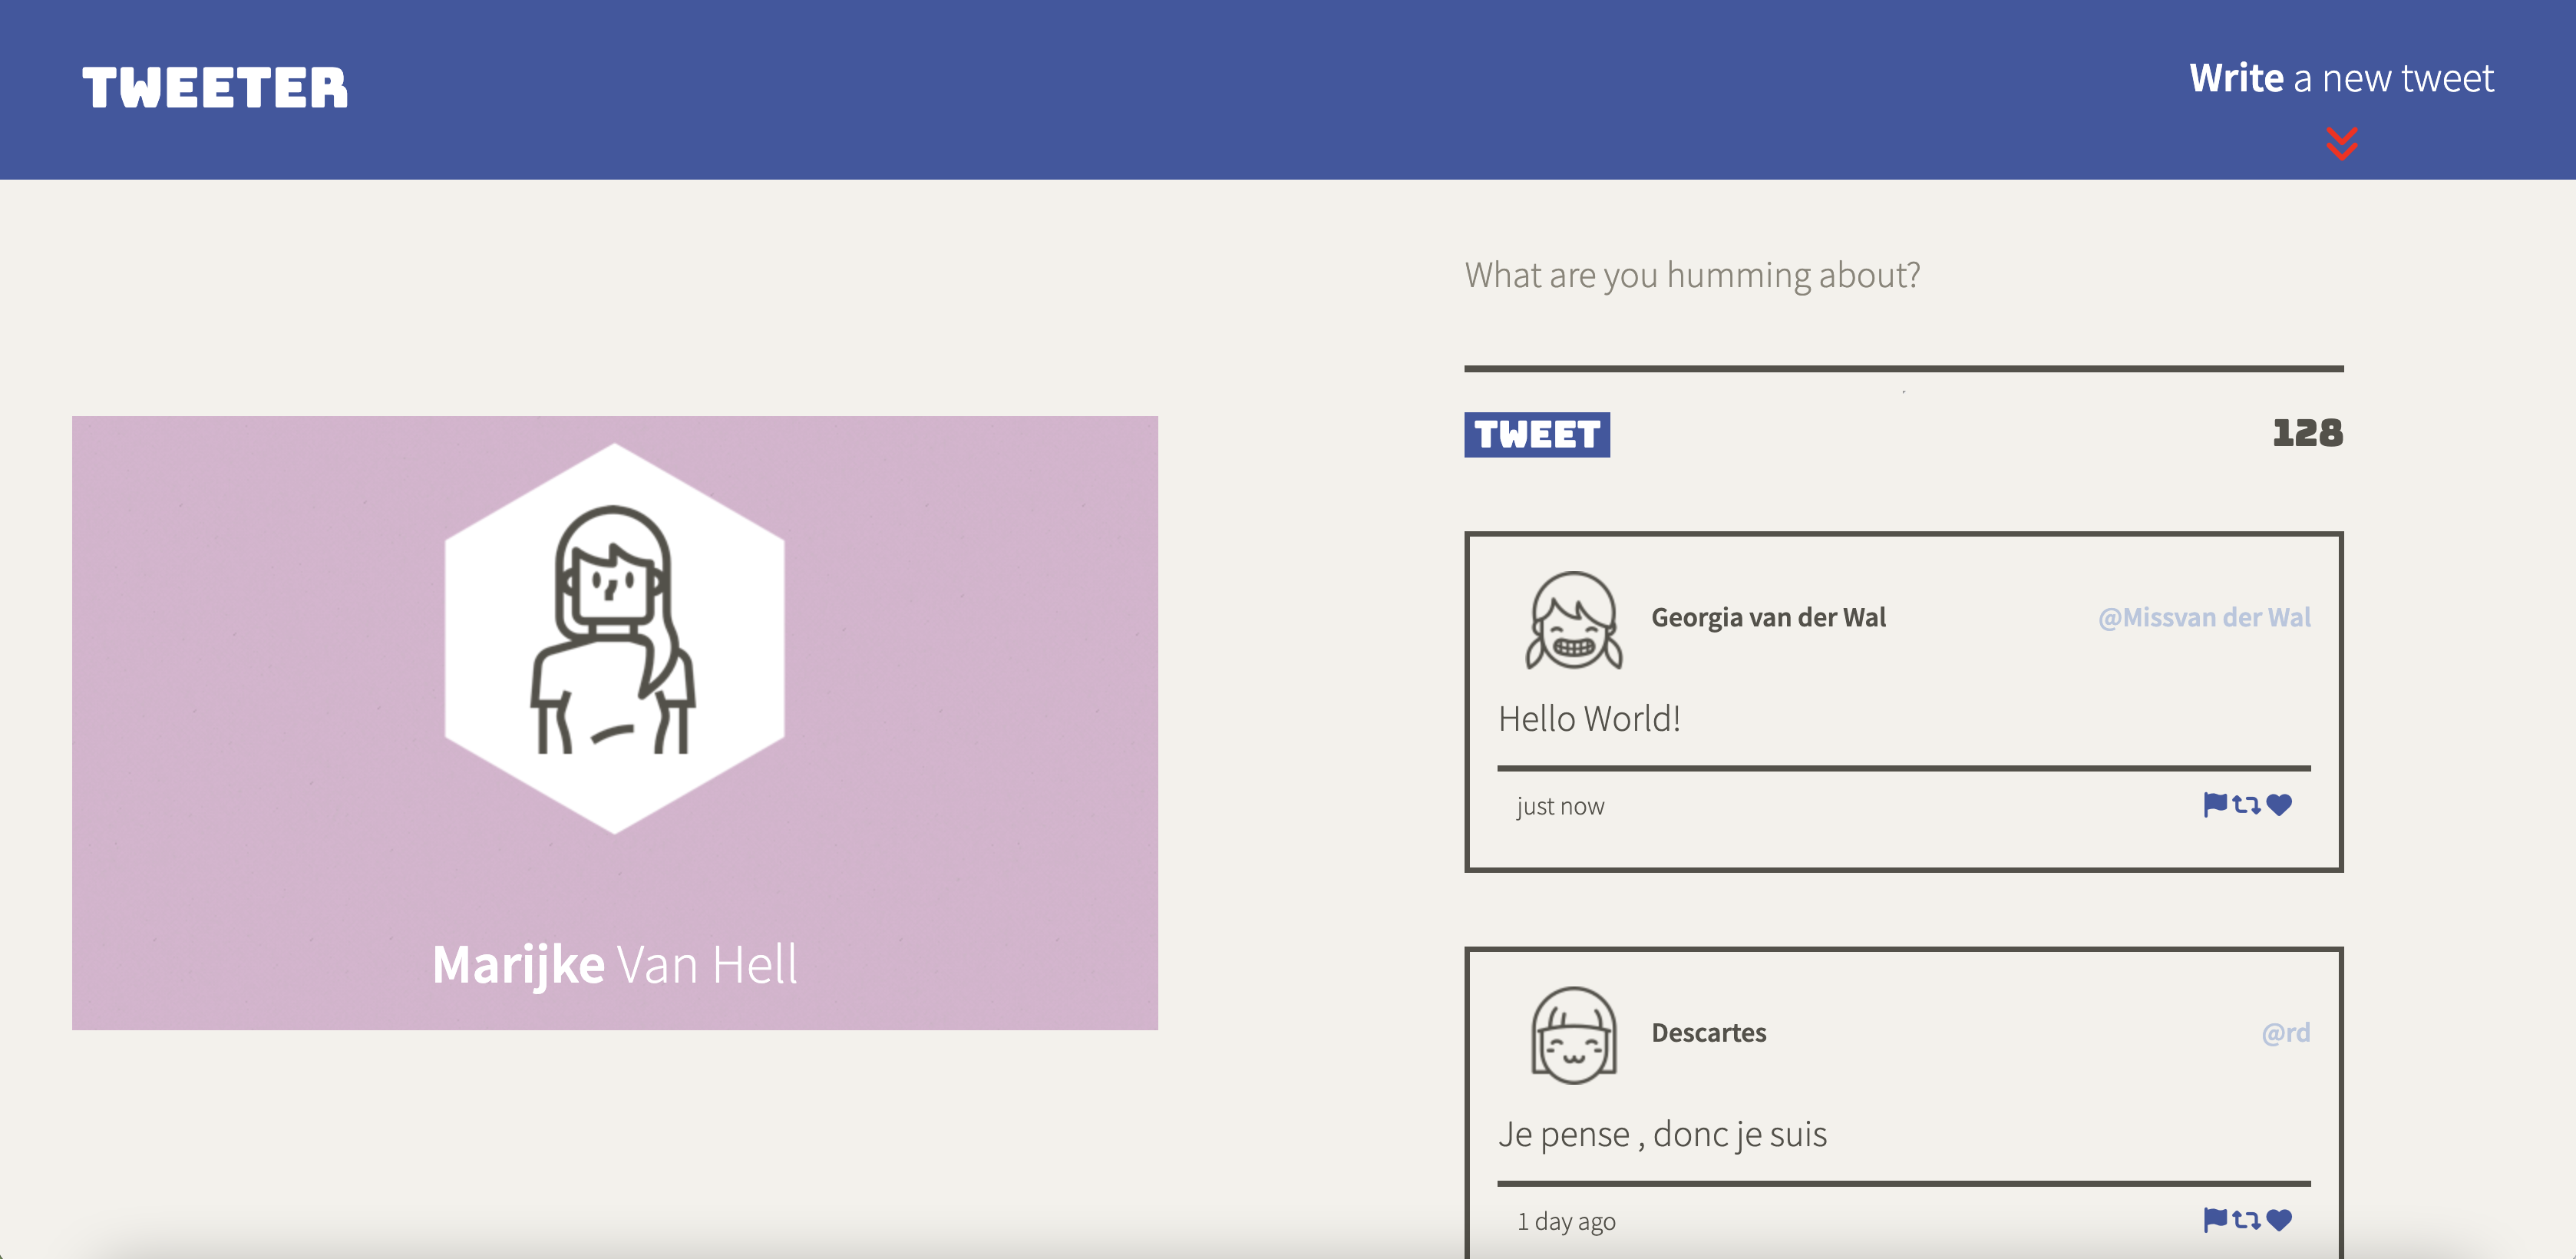 TWEETER
Write a new tweet
What are you humming about?
TWEET
128
Marijke Van Hell
Georgia van der Wal
@Missvan der Wal
Hello World!
just now
Descartes
@rd
Je pense , donc je suis
1 day ago